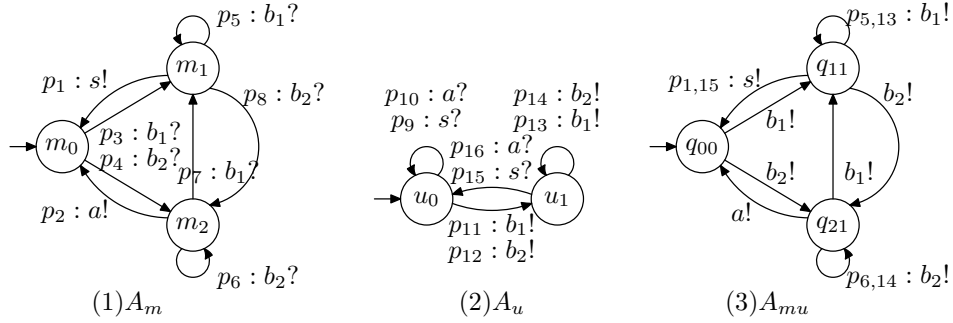 p5 : b1?
m1
p1 : s!
p8 : b2?
m0
p3 : b1?
p4 : b2?
p7 : b1?
p2 : a!
m2
p6 : b2?
(1)Am
p10 : a?
p9 : s?
p14 : b2!
p13 : b1!
p16 : a?
p15 : s?
u0
u1
p11 : b1!
p12 : b2!
(2)Au
p5,13 : b1!
q11
p1,15 : s!
b2!
q00
b1!
b2!
b1!
a!
q21
p6,14 : b2!
(3)Amu